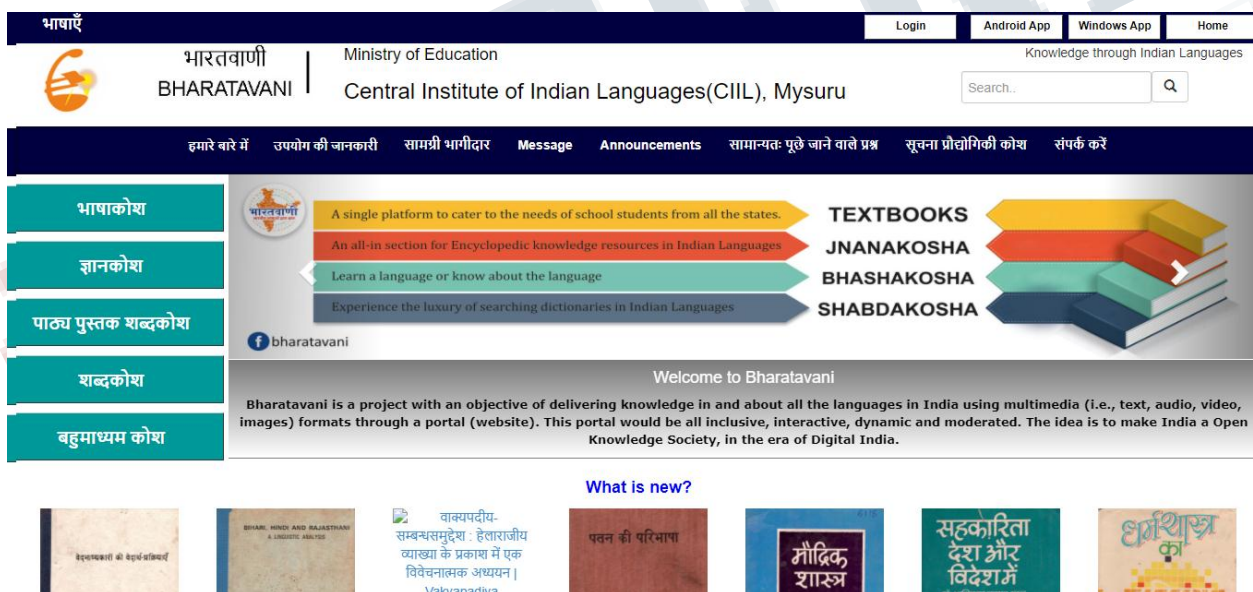 भाषाएँ
Login
Android App
Windows App
Home
भारतवाणी
BHARATAVANI
Ministry of Education
Central Institute of Indian Languages(CIIL), Mysuru
Knowledge through Indian Languages
Search..
हमारे बारे में
उपयोग की जानकारी
सामग्री भागीदार
Message
Announcements
सामान्यतः पूछे जाने वाले प्रश्न
सूचना प्रौद्योगिकी कोश
संपर्क करें
भाषाकोश
ज्ञानकोश
पाठ्य पुस्तक शब्दकोश
शब्दकोश
बहुमाध्यम कोश
भारतवाणी
A single platform to cater to the needs of school students from all the states.
TEXTBOOKS
An all-in section for Encyclopedic knowledge resources in Indian Languages
JNANAKOSHA
Learn a language or know about the language
BHASHAKOSHA
Experience the luxury of searching dictionaries in Indian Languages
SHABDAKOSHA
bharatavani
Welcome to Bharatavani
Bharatavani is a project with an objective of delivering knowledge in and about all the languages in India using multimedia (i.e., text, audio, video,
images) formats through a portal (website). This portal would be all inclusive, interactive, dynamic and moderated. The idea is to make India a Open
Knowledge Society, in the era of Digital India.
What is new?
BIHARI, HINDI AND RAJASTHANI
A LINGUISTIC ANALYSIS
वाक्यपदीय-
सम्बन्धसमुद्देश : हेलाराजीय
व्याख्या के प्रकाश में एक
विवेचनात्मक अध्ययन |
Vakyapadiya
पतन की परिभाषा
मौद्रिक
शास्त्र
सहकारिता
देश और
विदेश में
धर्मशास्त्र
का